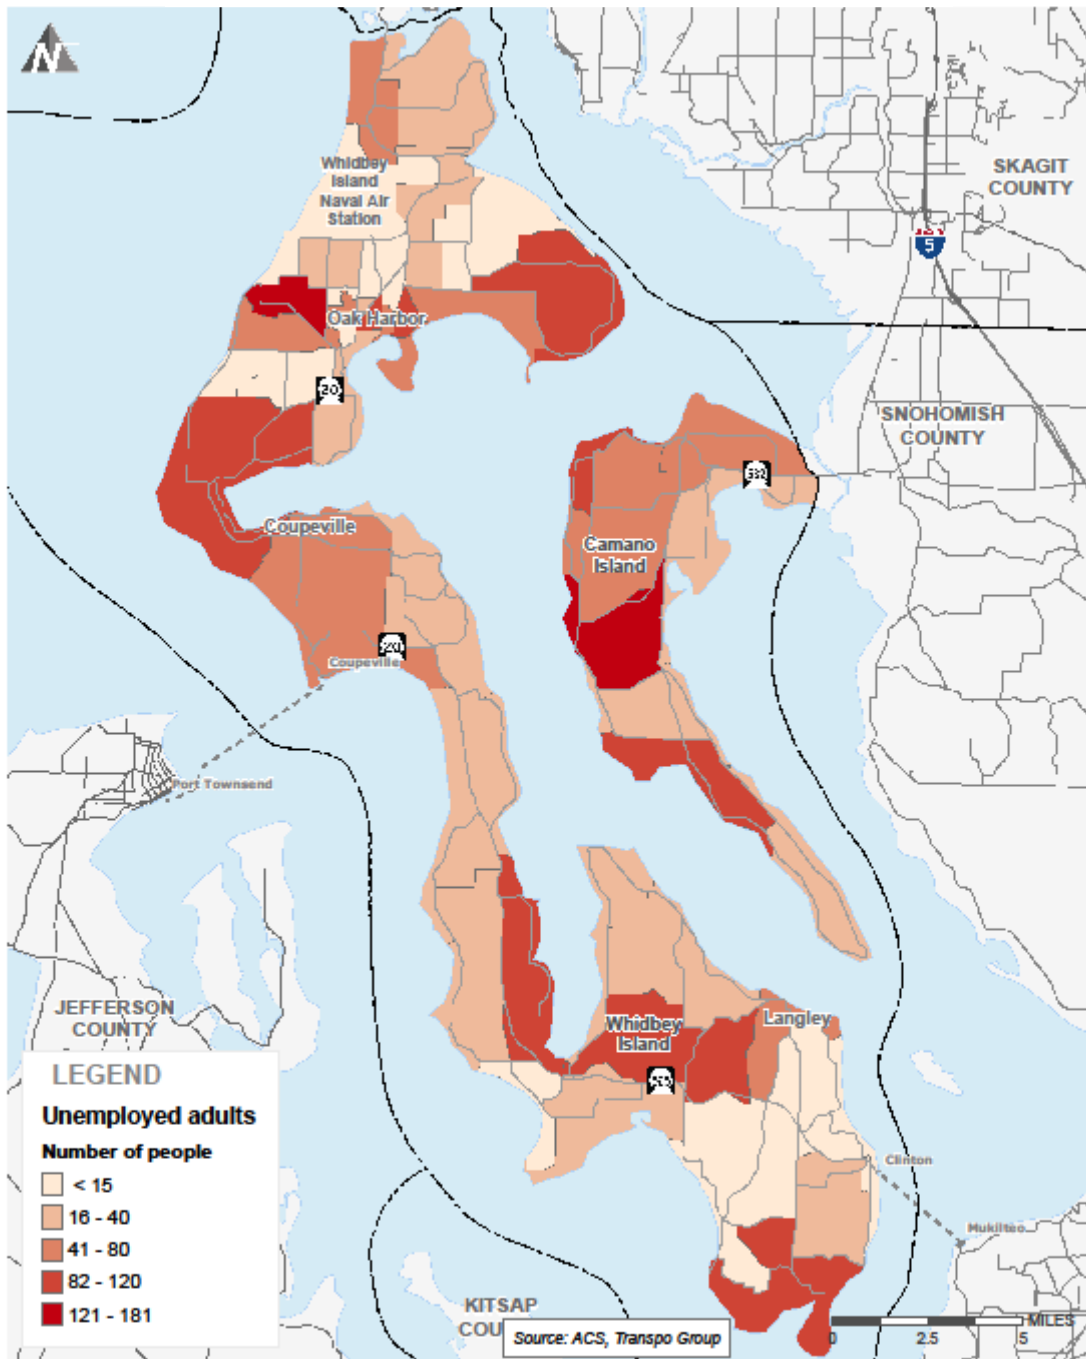 N
SKAGIT
COUNTY
Whidbey
Island
Naval Air
Station
5
Oak Harbor
20
SNOHOMISH
COUNTY
532
Coupeville
Camano
Island
Coupeville
Port Townsend
JEFFERSON
COUNTY
Whidbey
Island
Langley
525
Clinton
Mukilteo
KITSAP
LEGEND
Unemployed adults
Number of people
< 15
16 - 40
41 - 80
82 - 120
121 - 181
Source: ACS, Transpo Group
MILES
0 2.5 5